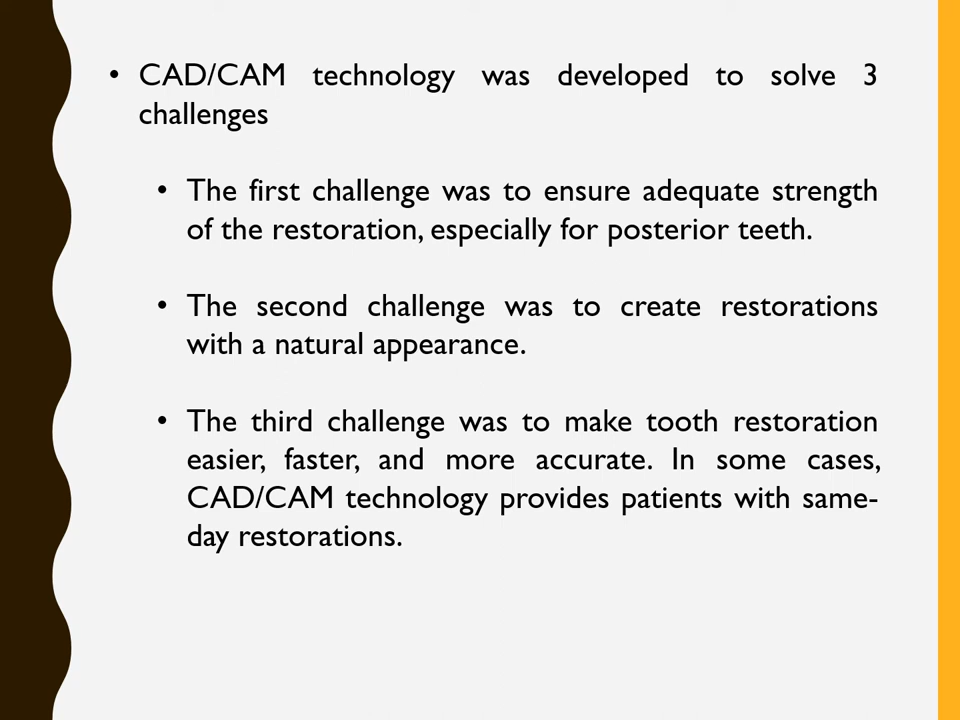 • CAD/CAM technology was developed to solve 3
challenges
• The first challenge was to ensure adequate strength
of the restoration, especially for posterior teeth.
• The second challenge was to create restorations
with a natural appearance.
• The third challenge was to make tooth restoration
easier, faster, and more accurate. In some cases,
CAD/CAM technology provides patients with same-
day restorations.